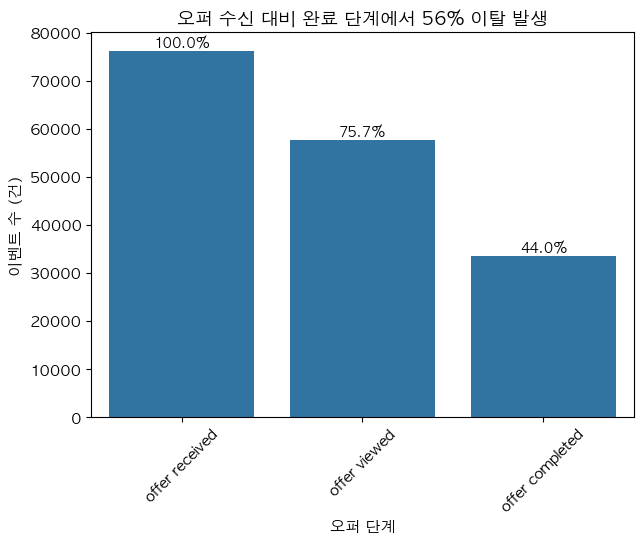 오퍼 수신 대비 완료 단계에서 56% 이탈 발생
80000
70000
60000
50000
40000
30000
20000
10000
0
이벤트 수 (건)
100.0%
75.7%
44.0%
offer received
offer viewed
offer completed
오퍼 단계